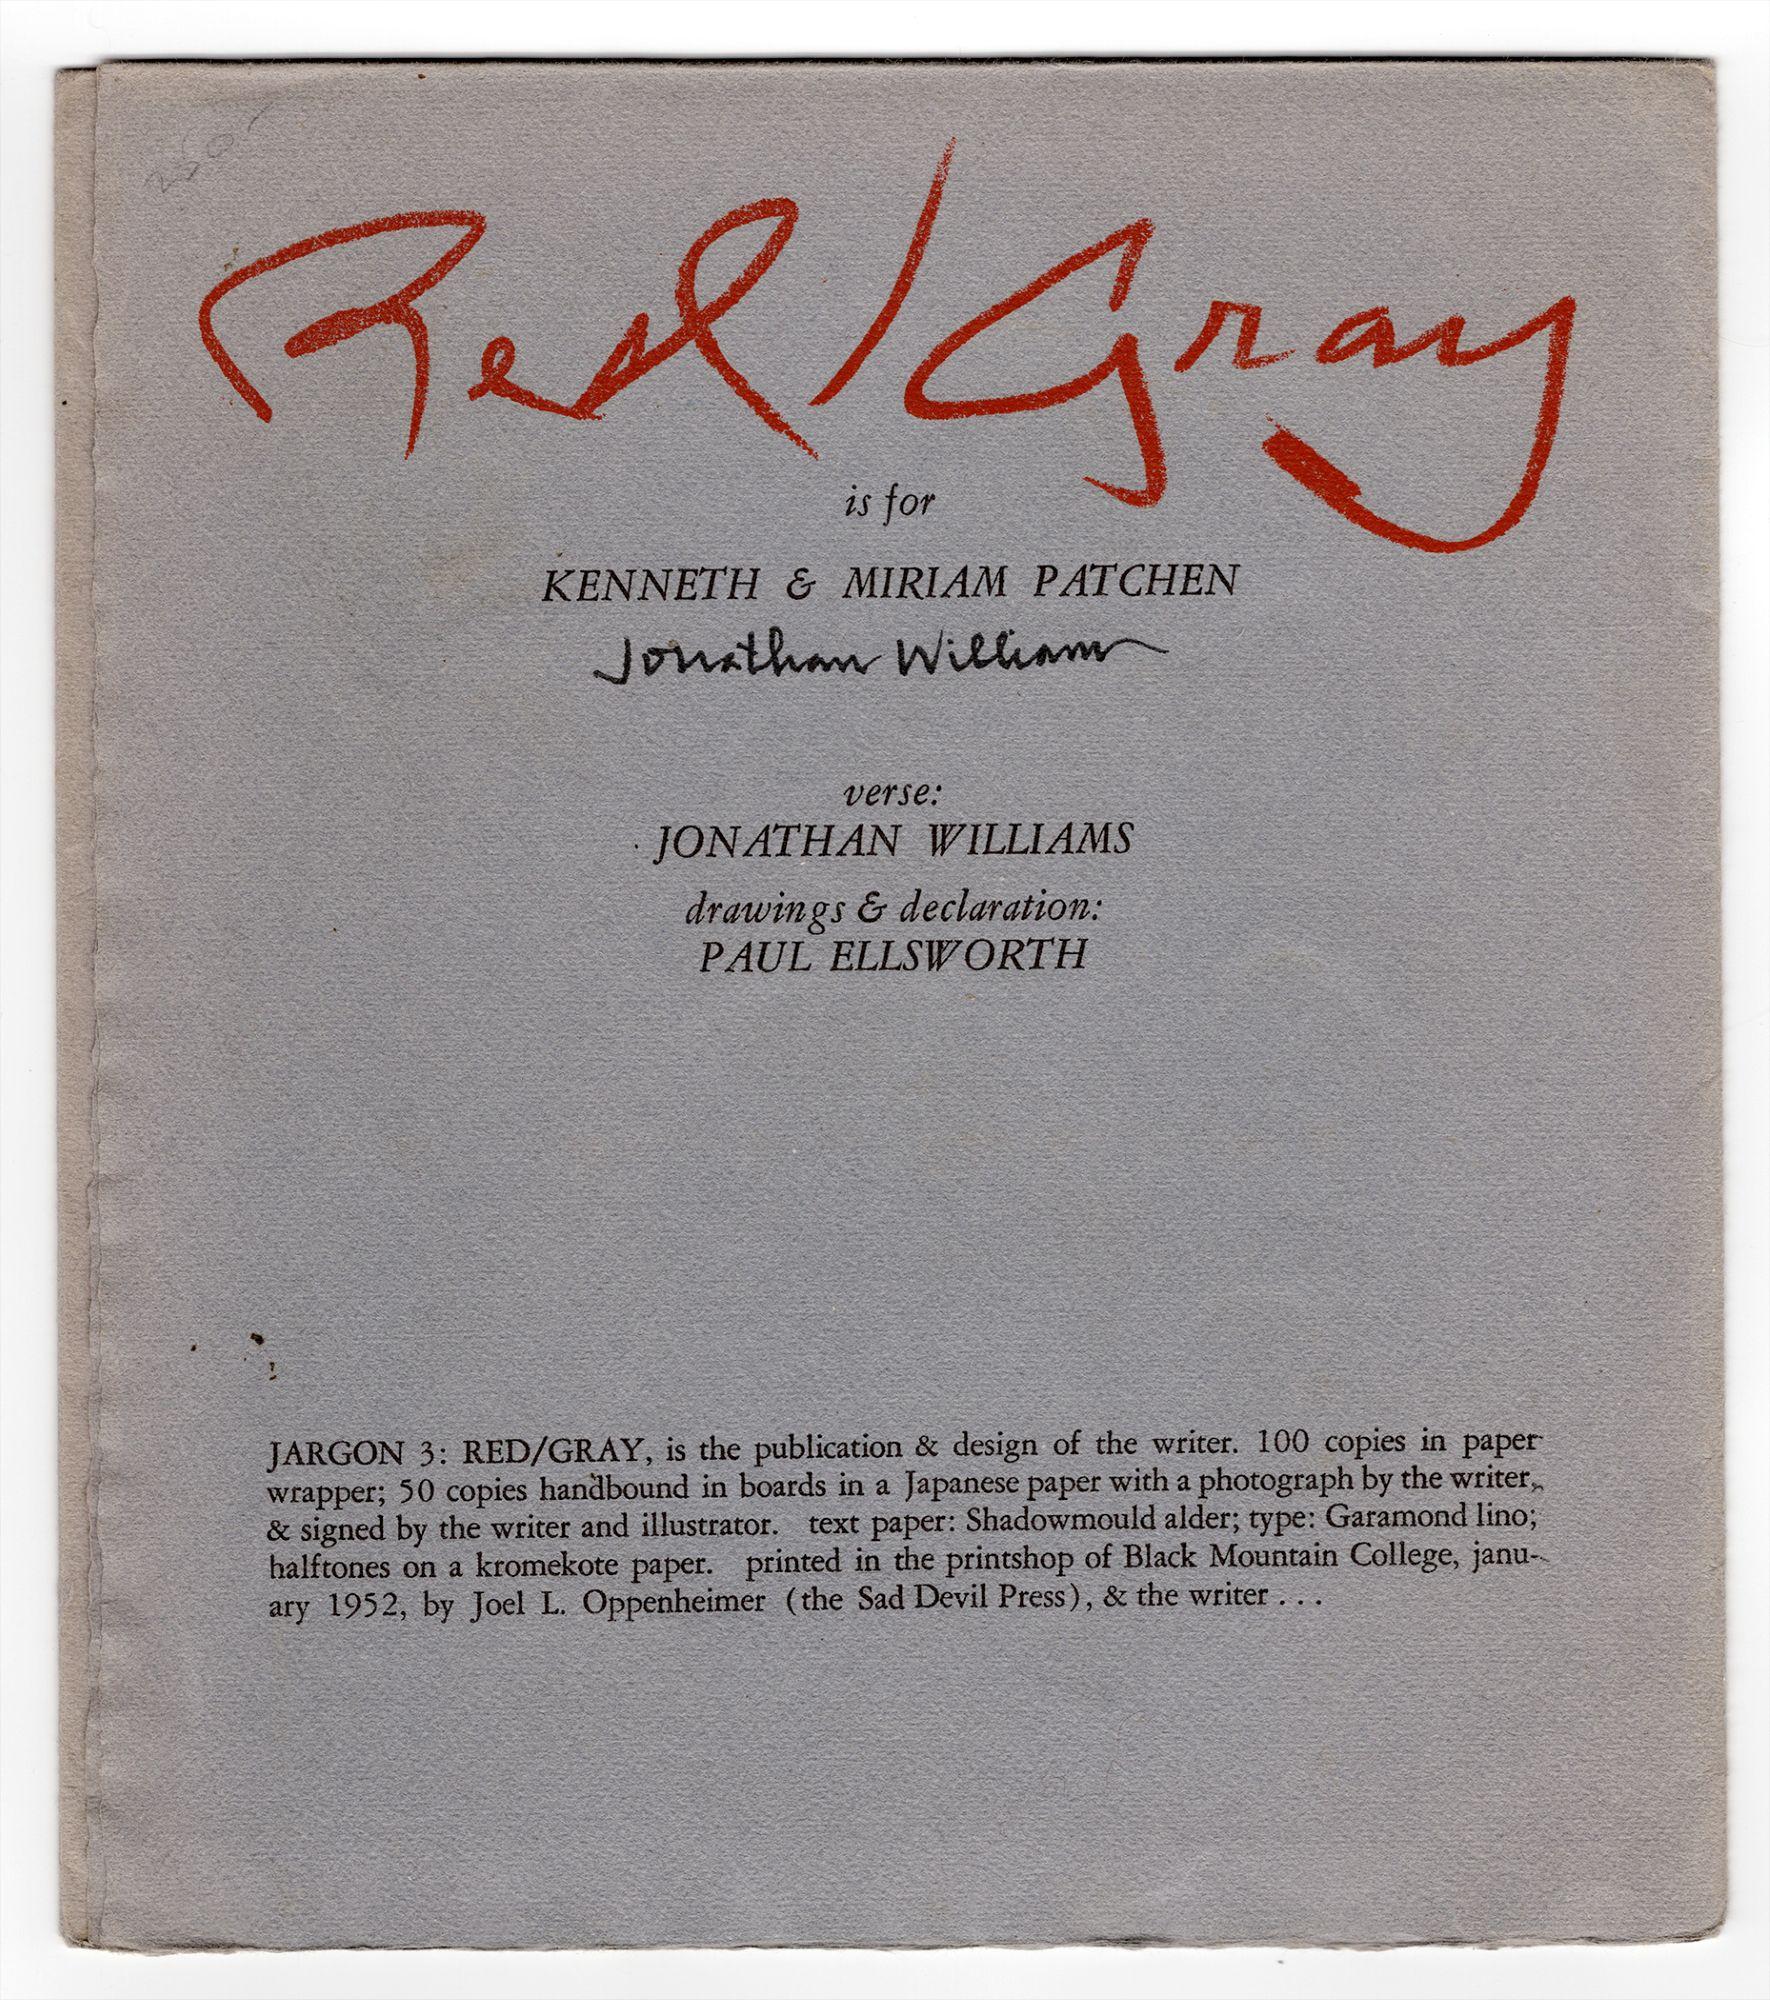 250-
Red/Gray
is for
KENNETH & MIRIAM PATCHEN
Jonathan Williams
verse:
JONATHAN WILLIAMS
drawings & declaration:
PAUL ELLSWORTH
JARGON 3: RED/GRAY, is the publication & design of the writer. 100 copies in paper
wrapper; 50 copies handbound in boards in a Japanese paper with a photograph by the writer,
& signed by the writer and illustrator. text paper: Shadowmould alder; type: Garamond lino;
halftones on a kromekote paper. printed in the printshop of Black Mountain College, janu-
ary 1952, by Joel L. Oppenheimer (the Sad Devil Press), & the writer . . .